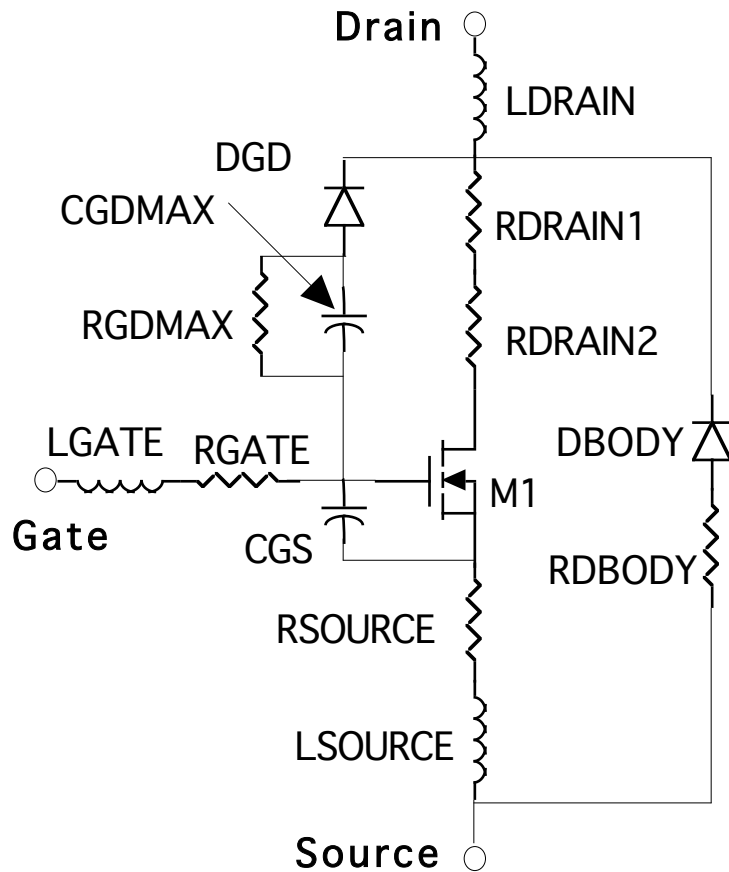 Drain
LDRAIN
DGD
CGDMAX
RDRAIN1
RGDMAX
RDRAIN2
LGATE
RGATE
DBODY
M1
Gate
CGS
RDBODY
RSOURCE
LSOURCE
Source